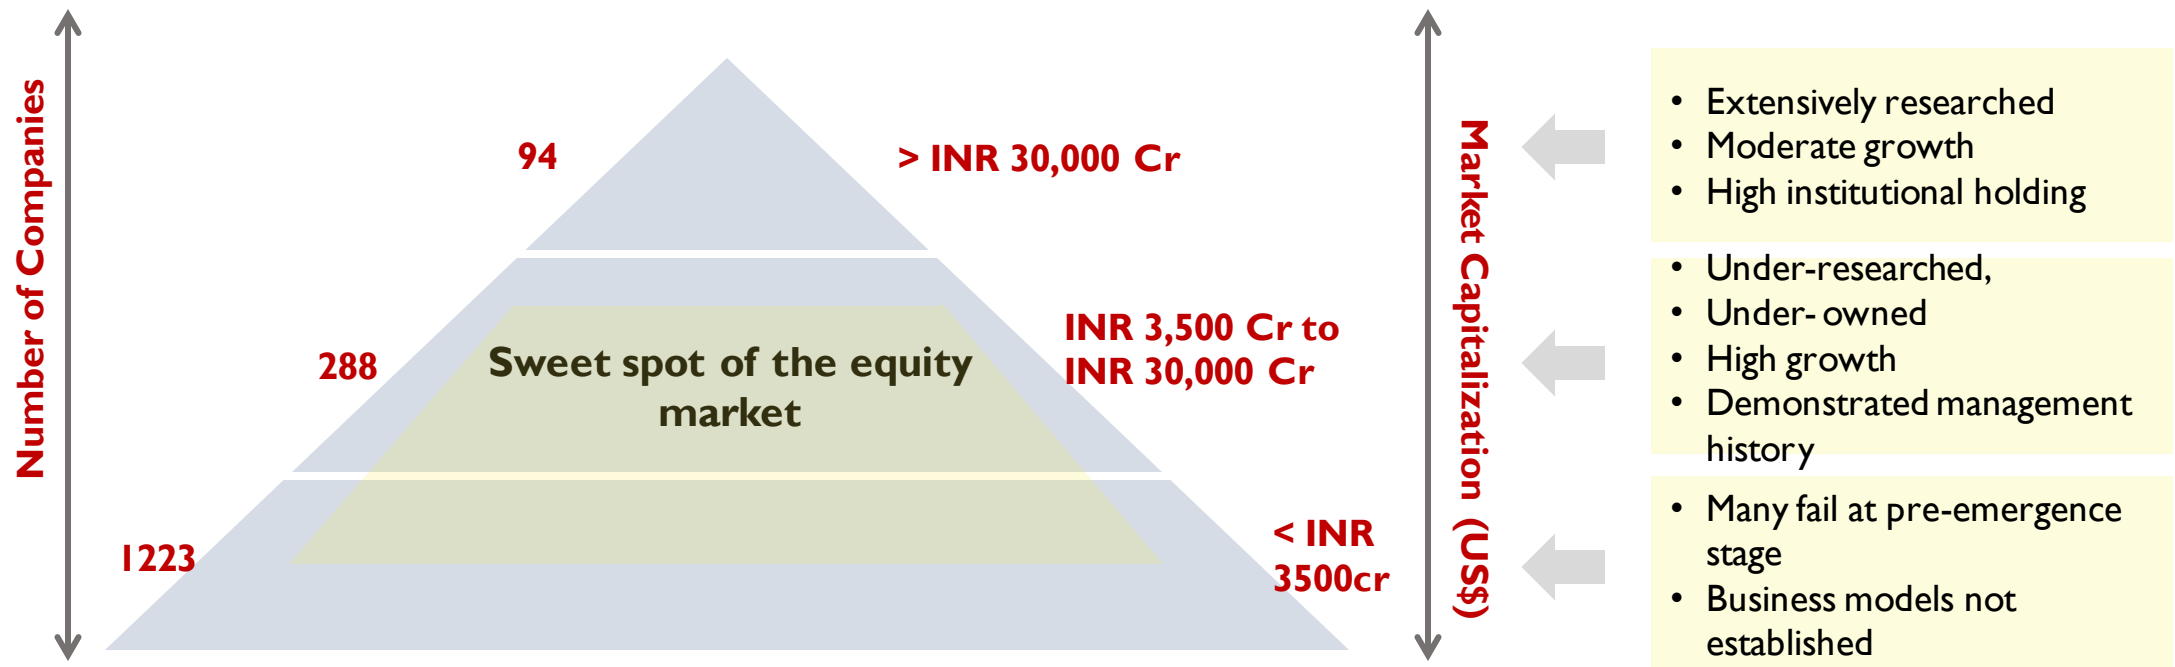 Number of Companies
94
> INR 30,000 Cr
288
Sweet spot of the equity
market
INR 3,500 Cr to
INR 30,000 Cr
1223
< INR
3500cr
Market Capitalization (US$)
• Extensively researched
• Moderate growth
• High institutional holding
• Under-researched,
• Under- owned
• High growth
• Demonstrated management
history
• Many fail at pre-emergence
stage
• Business models not
established